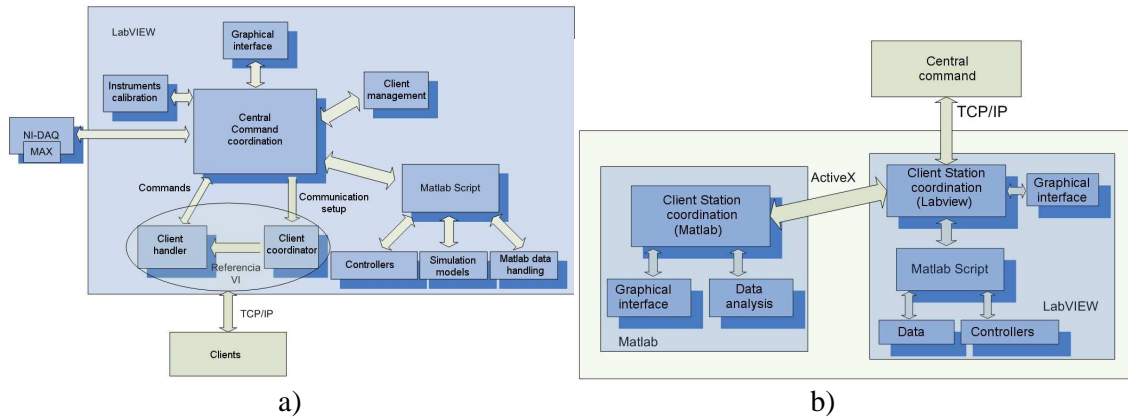 LabVIEW
Graphical
interface
Instruments
calibration
Client
management
Central
Command
coordination
NI-DAQ
MAX
Commands
Communication
setup
Matlab Script
Client
handler
Client
coordinator
Referencia
VI
Controllers
Simulation
models
Matlab data
handling
TCP/IP
Clients
a)
Central
command
TCP/IP
ActiveX
Client Station
coordination
(Matlab)
Client Station
coordination
(Labview)
Graphical
interface
Graphical
interface
Data
analysis
Matlab Script
LabVIEW
Data
Controllers
Matlab
b)